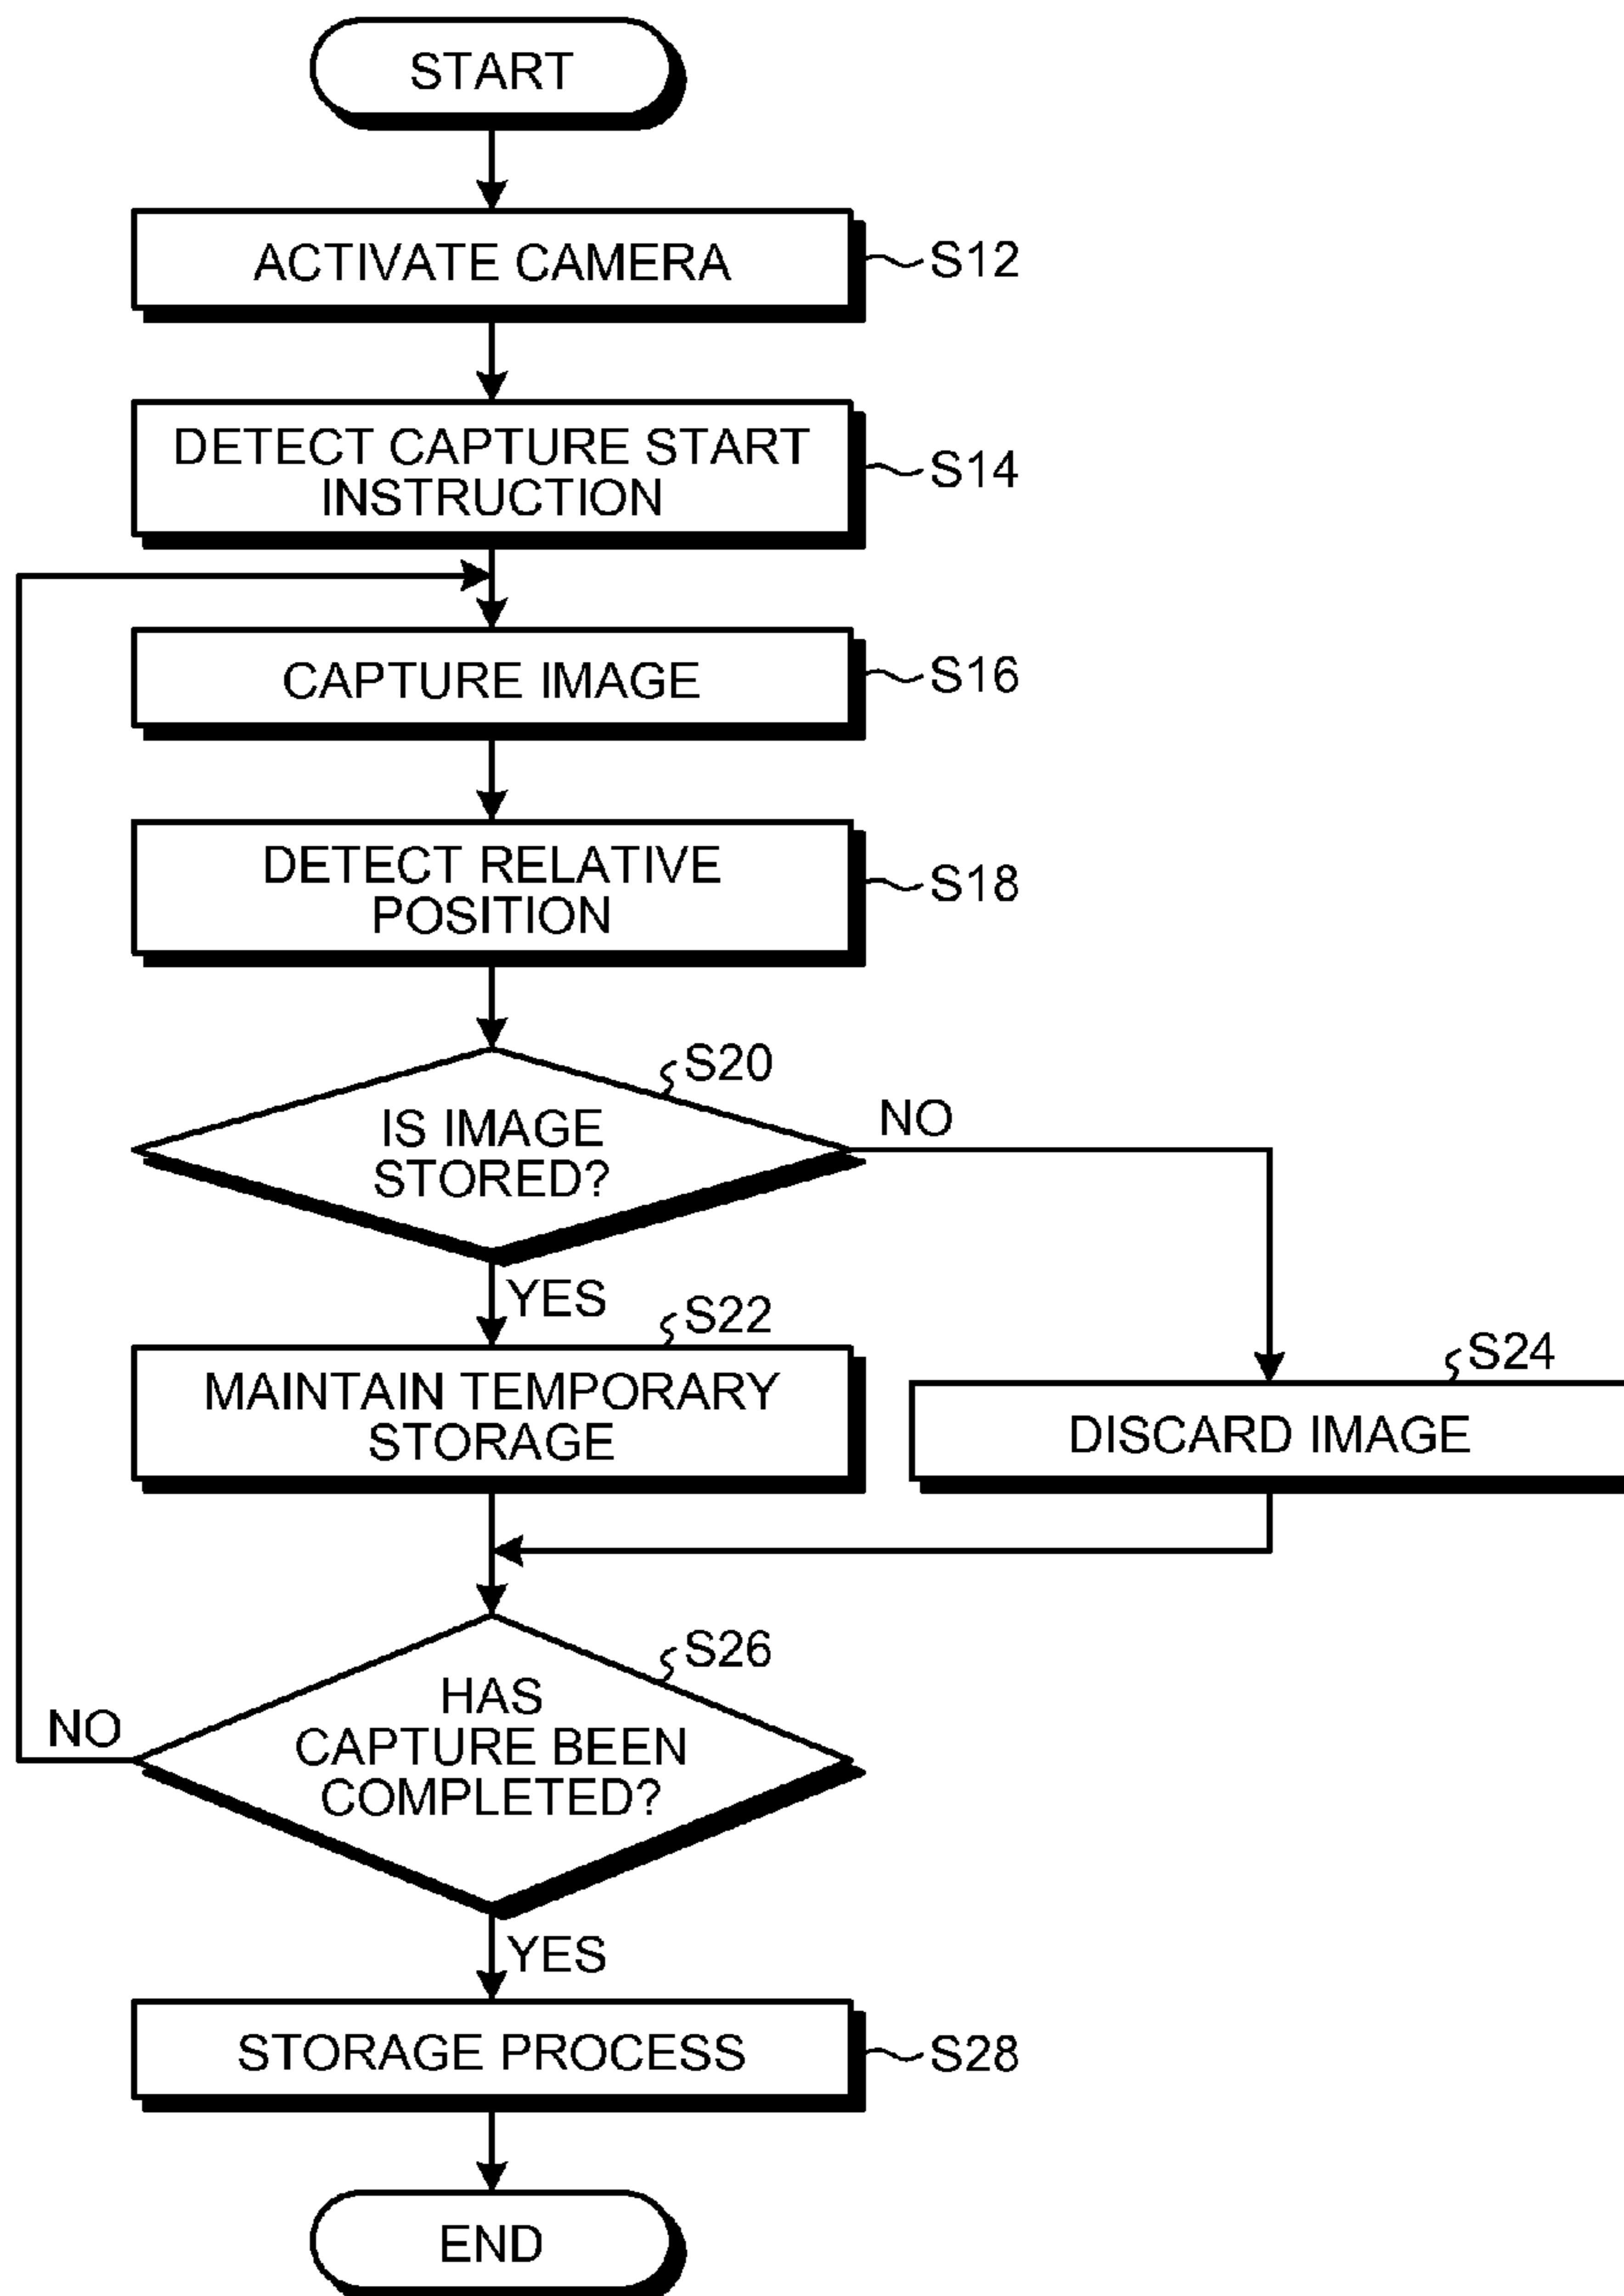 START
ACTIVATE CAMERA
S12
DETECT CAPTURE START
INSTRUCTION
S14
CAPTURE IMAGE
S16
DETECT RELATIVE
POSITION
S18
S20
IS IMAGE
STORED?
NO
YES
S22
MAINTAIN TEMPORARY
STORAGE
S24
DISCARD IMAGE
S26
HAS
CAPTURE BEEN
COMPLETED?
NO
YES
STORAGE PROCESS
S28
END